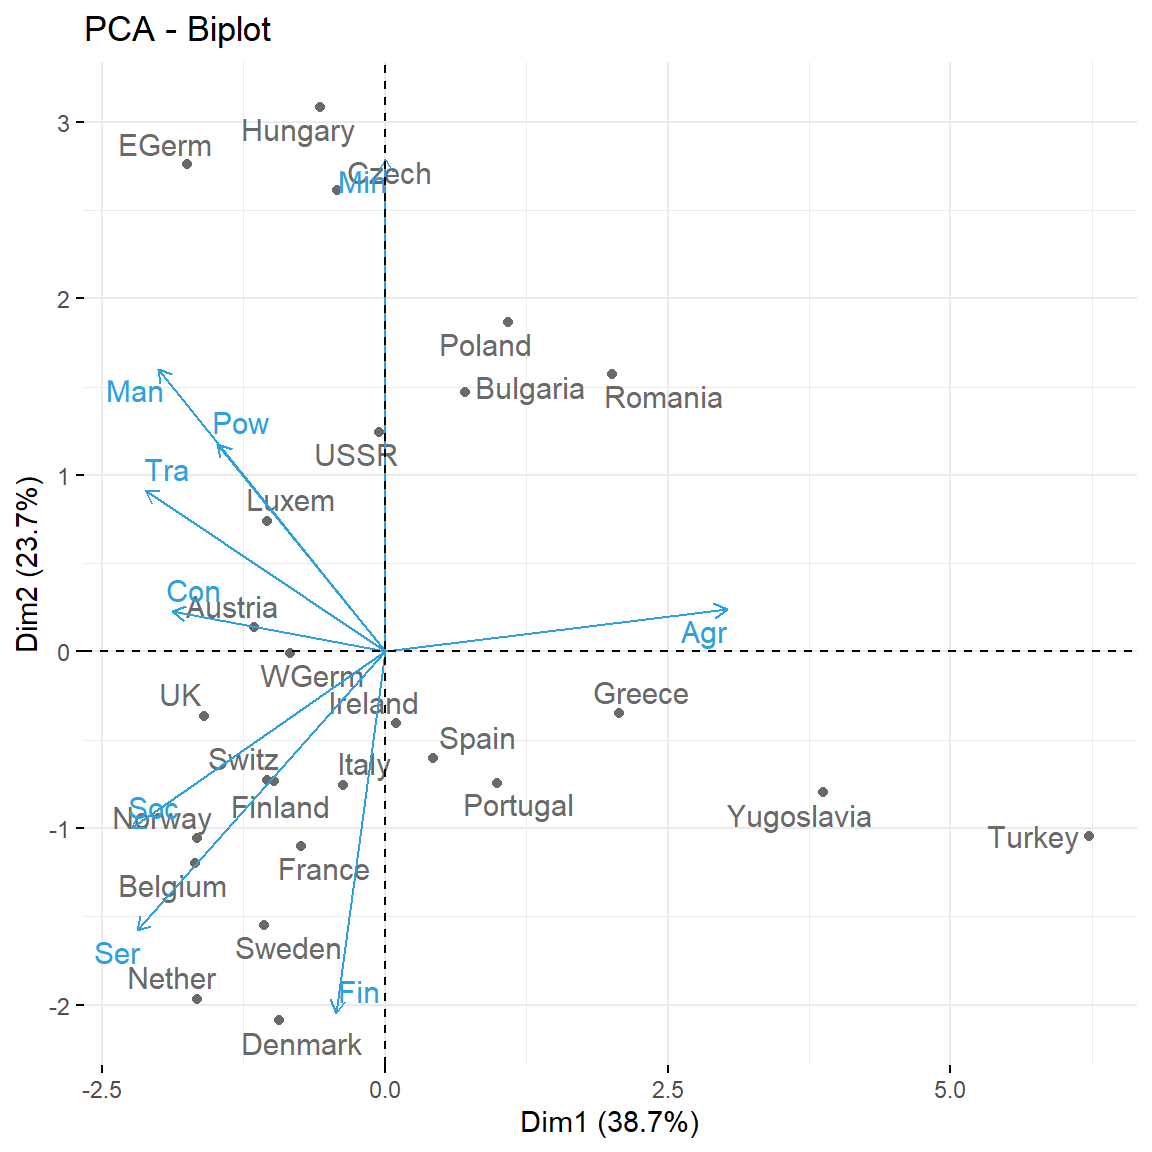 PCA - Biplot
3
2
1
0
-1
-2
Dim2 (23.7%)
Hungary
EGerm
Czech
Min
Poland
Bulgaria
Romania
Man
Pow
USSR
Tra
Luxem
Con
Austria
Agr
WGerm
UK
Greece
Ireland
Spain
Switz
Italy
Soc
Finland
Portugal
Norway
Yugoslavia
Turkey
France
Belgium
Ser
Sweden
Nether
Fin
Denmark
-2.5
0.0
2.5
5.0
Dim1 (38.7%)